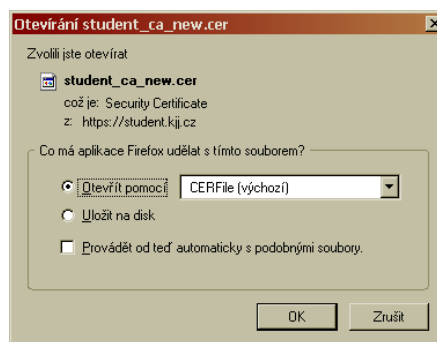 Otevírání student_ca_new.cer
Zvolili jste otevírat
student_ca_new.cer
což je: Security Certificate
z: https://student.kjj.cz
Co má aplikace Firefox udělat s tímto souborem?
Otevřít pomocí CERFile (výchozí)
Uložit na disk
Provádět od teď automaticky s podobnými soubory.
OK Zrušit